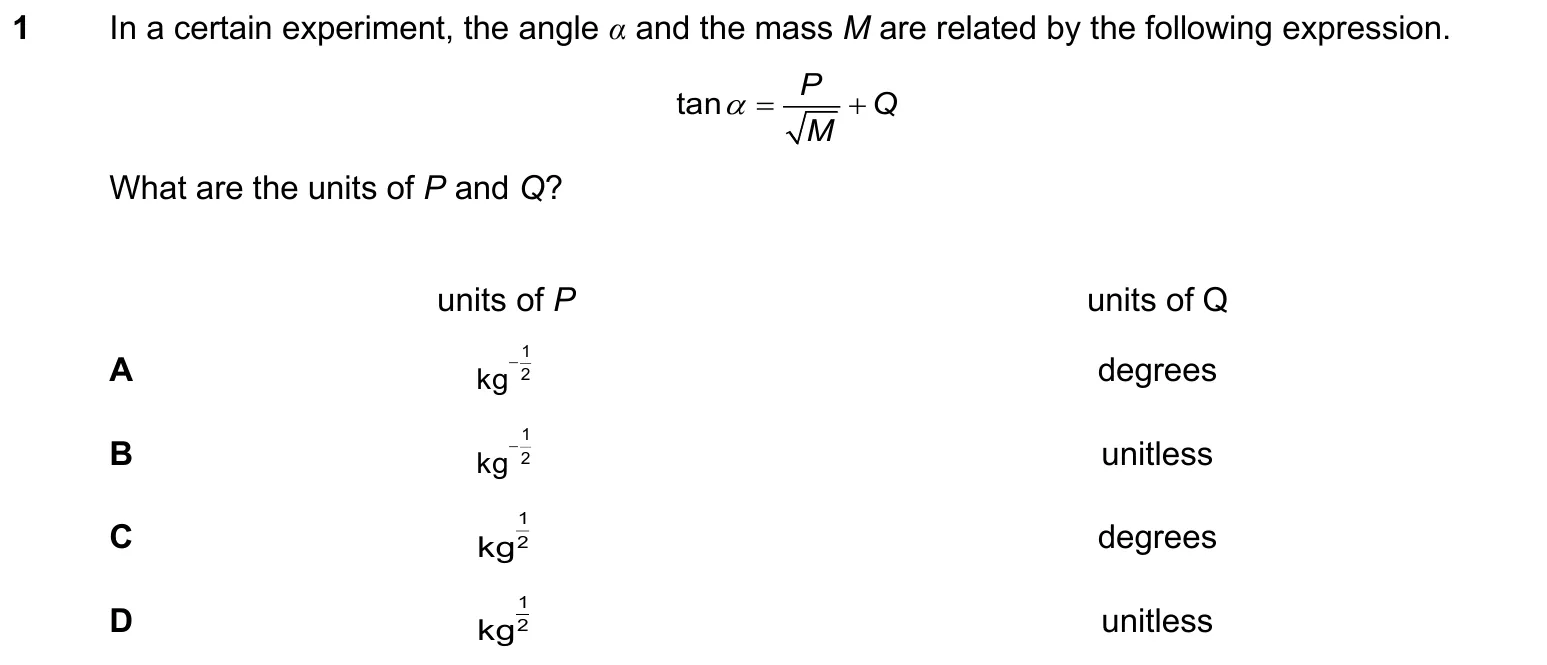 1 In a certain experiment, the angle α and the mass M are related by the following expression.
tan α = P/√M + Q
What are the units of P and Q?
units of P units of Q
A kg^(-1/2) degrees
B kg^(-1/2) unitless
C kg^(1/2) degrees
D kg^(1/2) unitless